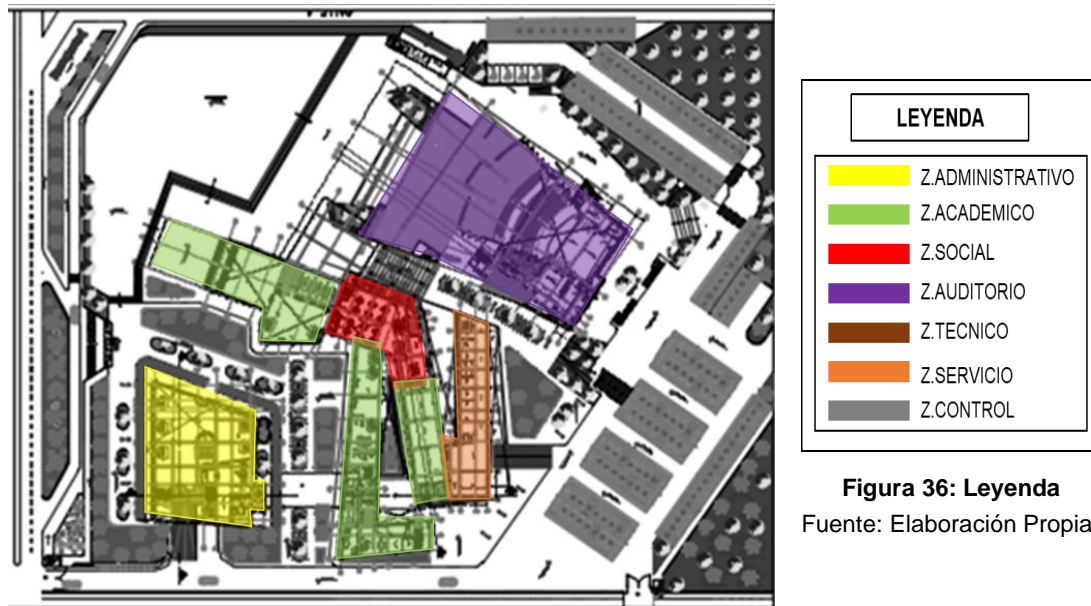 LEYENDA
Z.ADMINISTRATIVO
Z.ACADEMICO
Z.SOCIAL
Z.AUDITORIO
Z.TECNICO
Z.SERVICIO
Z.CONTROL
Figura 36: Leyenda
Fuente: Elaboración Propia